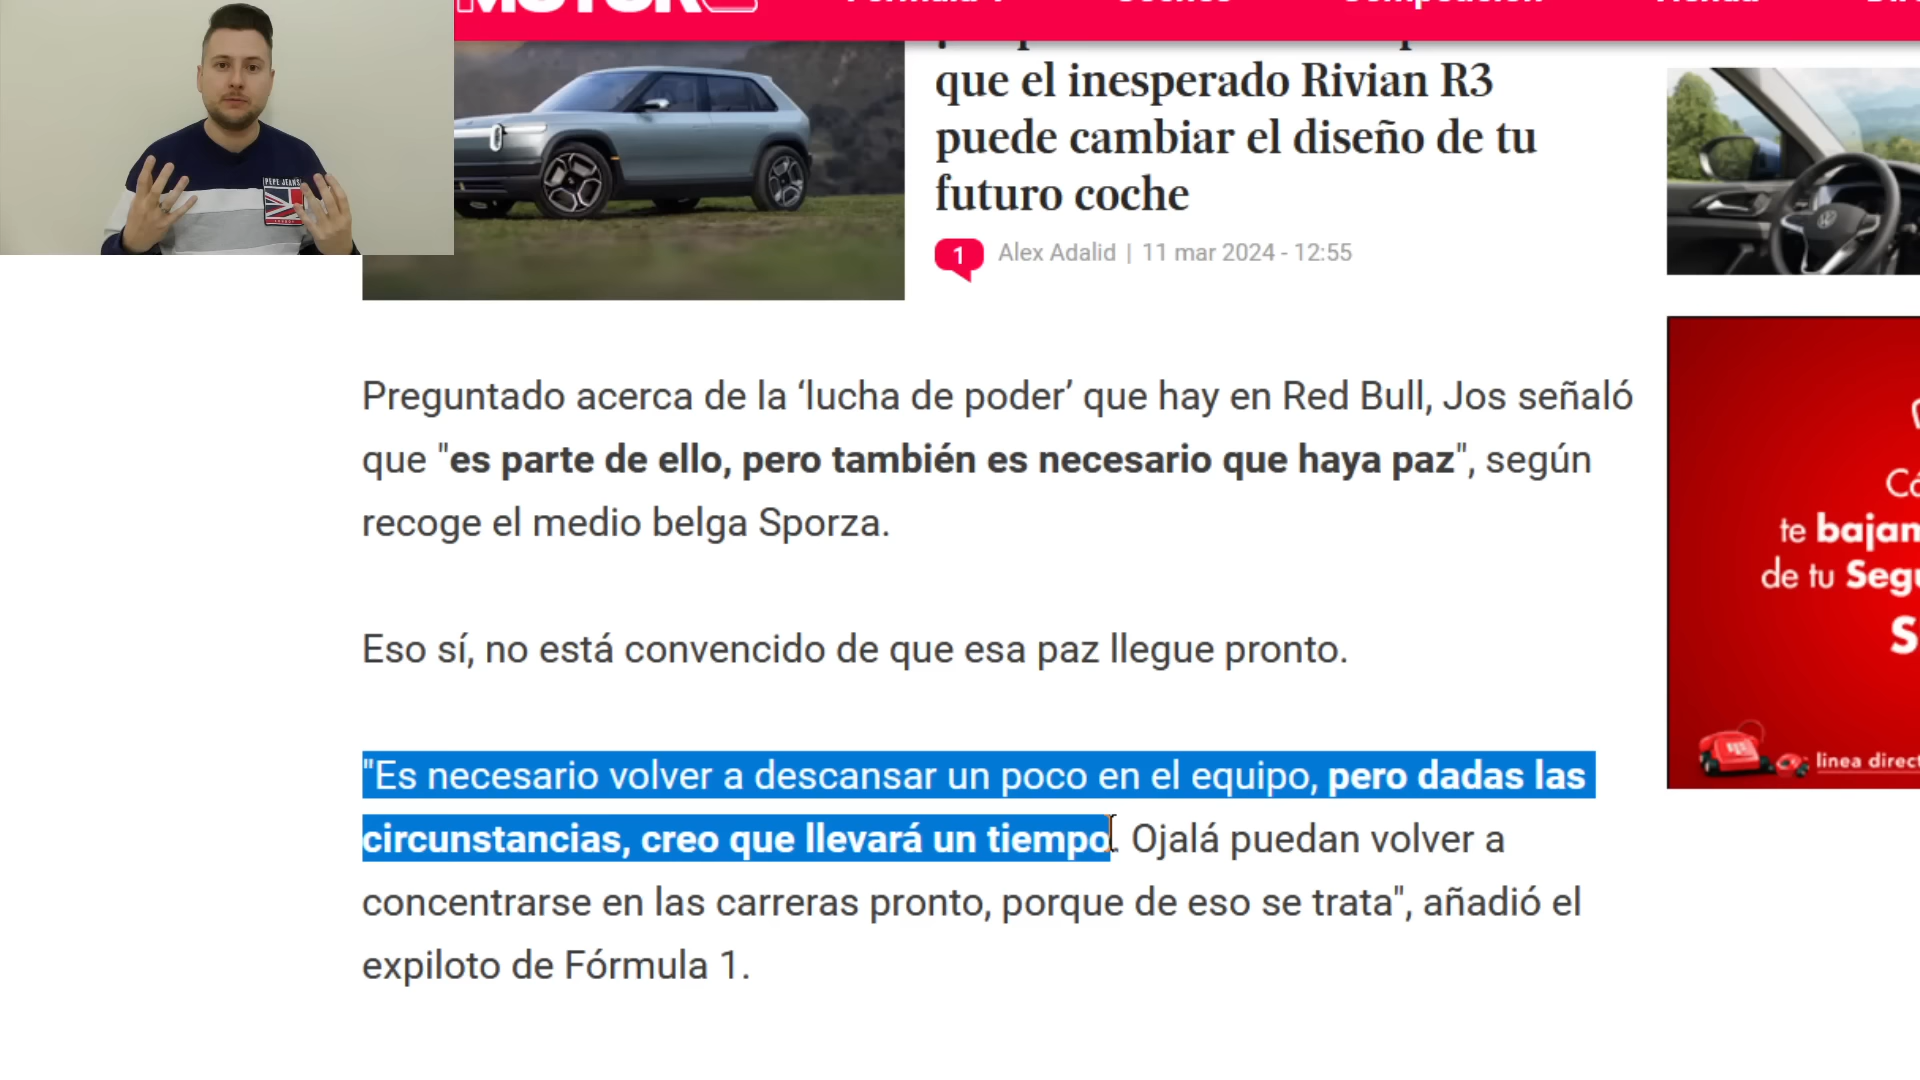 PEPE JEANS
que el inesperado Rivian R3
puede cambiar el diseño de tu
futuro coche
1 Alex Adalid | 11 mar 2024 - 12:55
Preguntado acerca de la ‘lucha de poder’ que hay en Red Bull, Jos señaló
que "es parte de ello, pero también es necesario que haya paz", según
recoge el medio belga Sporza.
Eso sí, no está convencido de que esa paz llegue pronto.
"Es necesario volver a descansar un poco en el equipo, pero dadas las
circunstancias, creo que llevará un tiempo. Ojalá puedan volver a
concentrarse en las carreras pronto, porque de eso se trata", añadió el
expiloto de Fórmula 1.
te bajan
de tu
linea direct